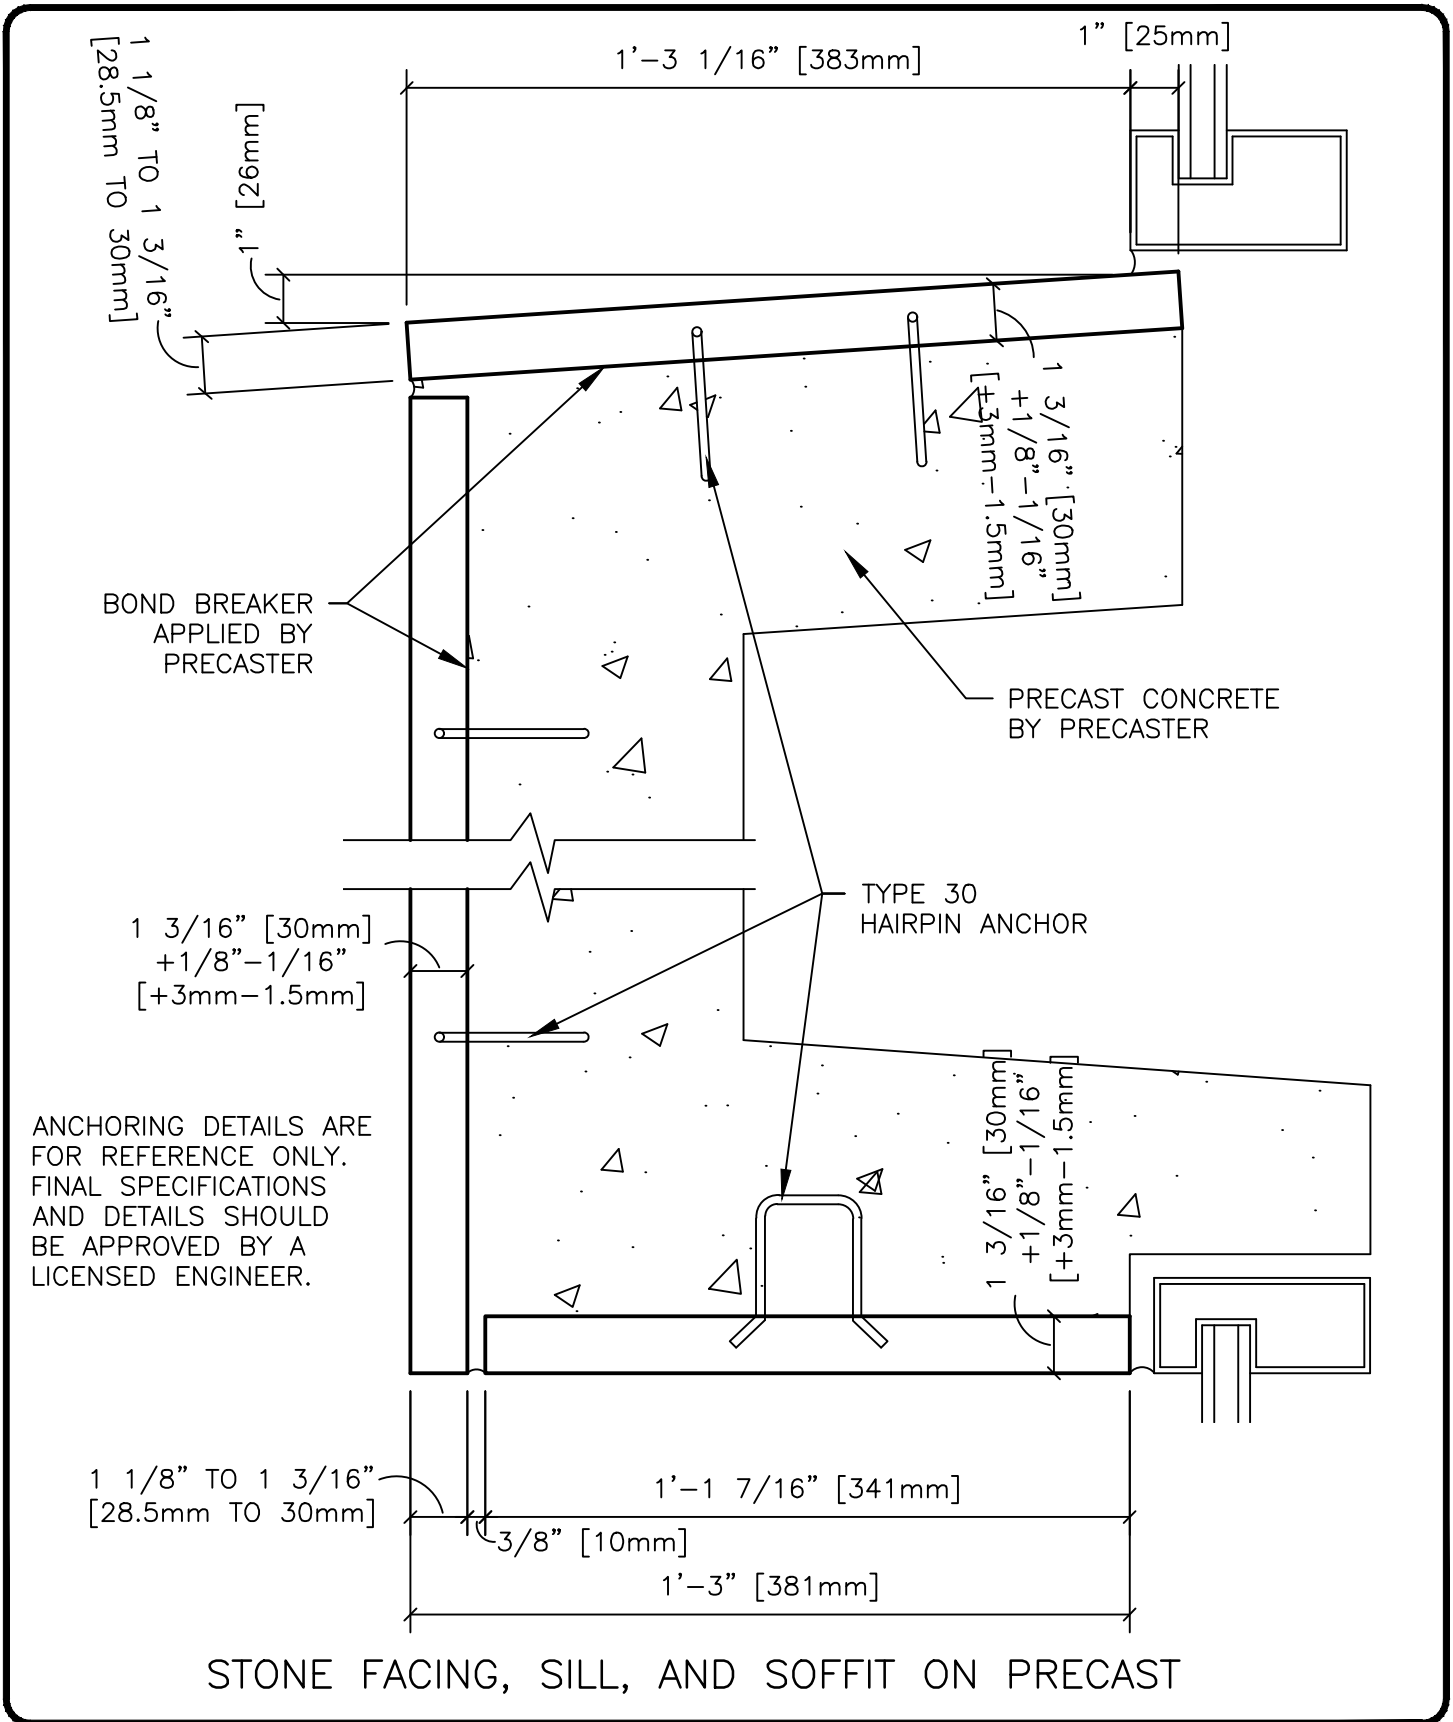 1'-3 1/16" [383mm]
1" [25mm]
1 1/8" TO 1 3/16"
[28.5mm TO 30mm]
1" [26mm]
1 3/16" [30mm]
+1/8"-1/16"
[+3mm-1.5mm]
BOND BREAKER
APPLIED BY
PRECASTER
PRECAST CONCRETE
BY PRECASTER
TYPE 30
HAIRPIN ANCHOR
1 3/16" [30mm]
+1/8"-1/16"
[+3mm-1.5mm]
ANCHORING DETAILS ARE
FOR REFERENCE ONLY.
FINAL SPECIFICATIONS
AND DETAILS SHOULD
BE APPROVED BY A
LICENSED ENGINEER.
1 3/16" [30mm]
+1/8"-1/16"
[+3mm-1.5mm]
1 1/8" TO 1 3/16"
[28.5mm TO 30mm]
1'-1 7/16" [341mm]
3/8" [10mm]
1'-3" [381mm]
STONE FACING, SILL, AND SOFFIT ON PRECAST